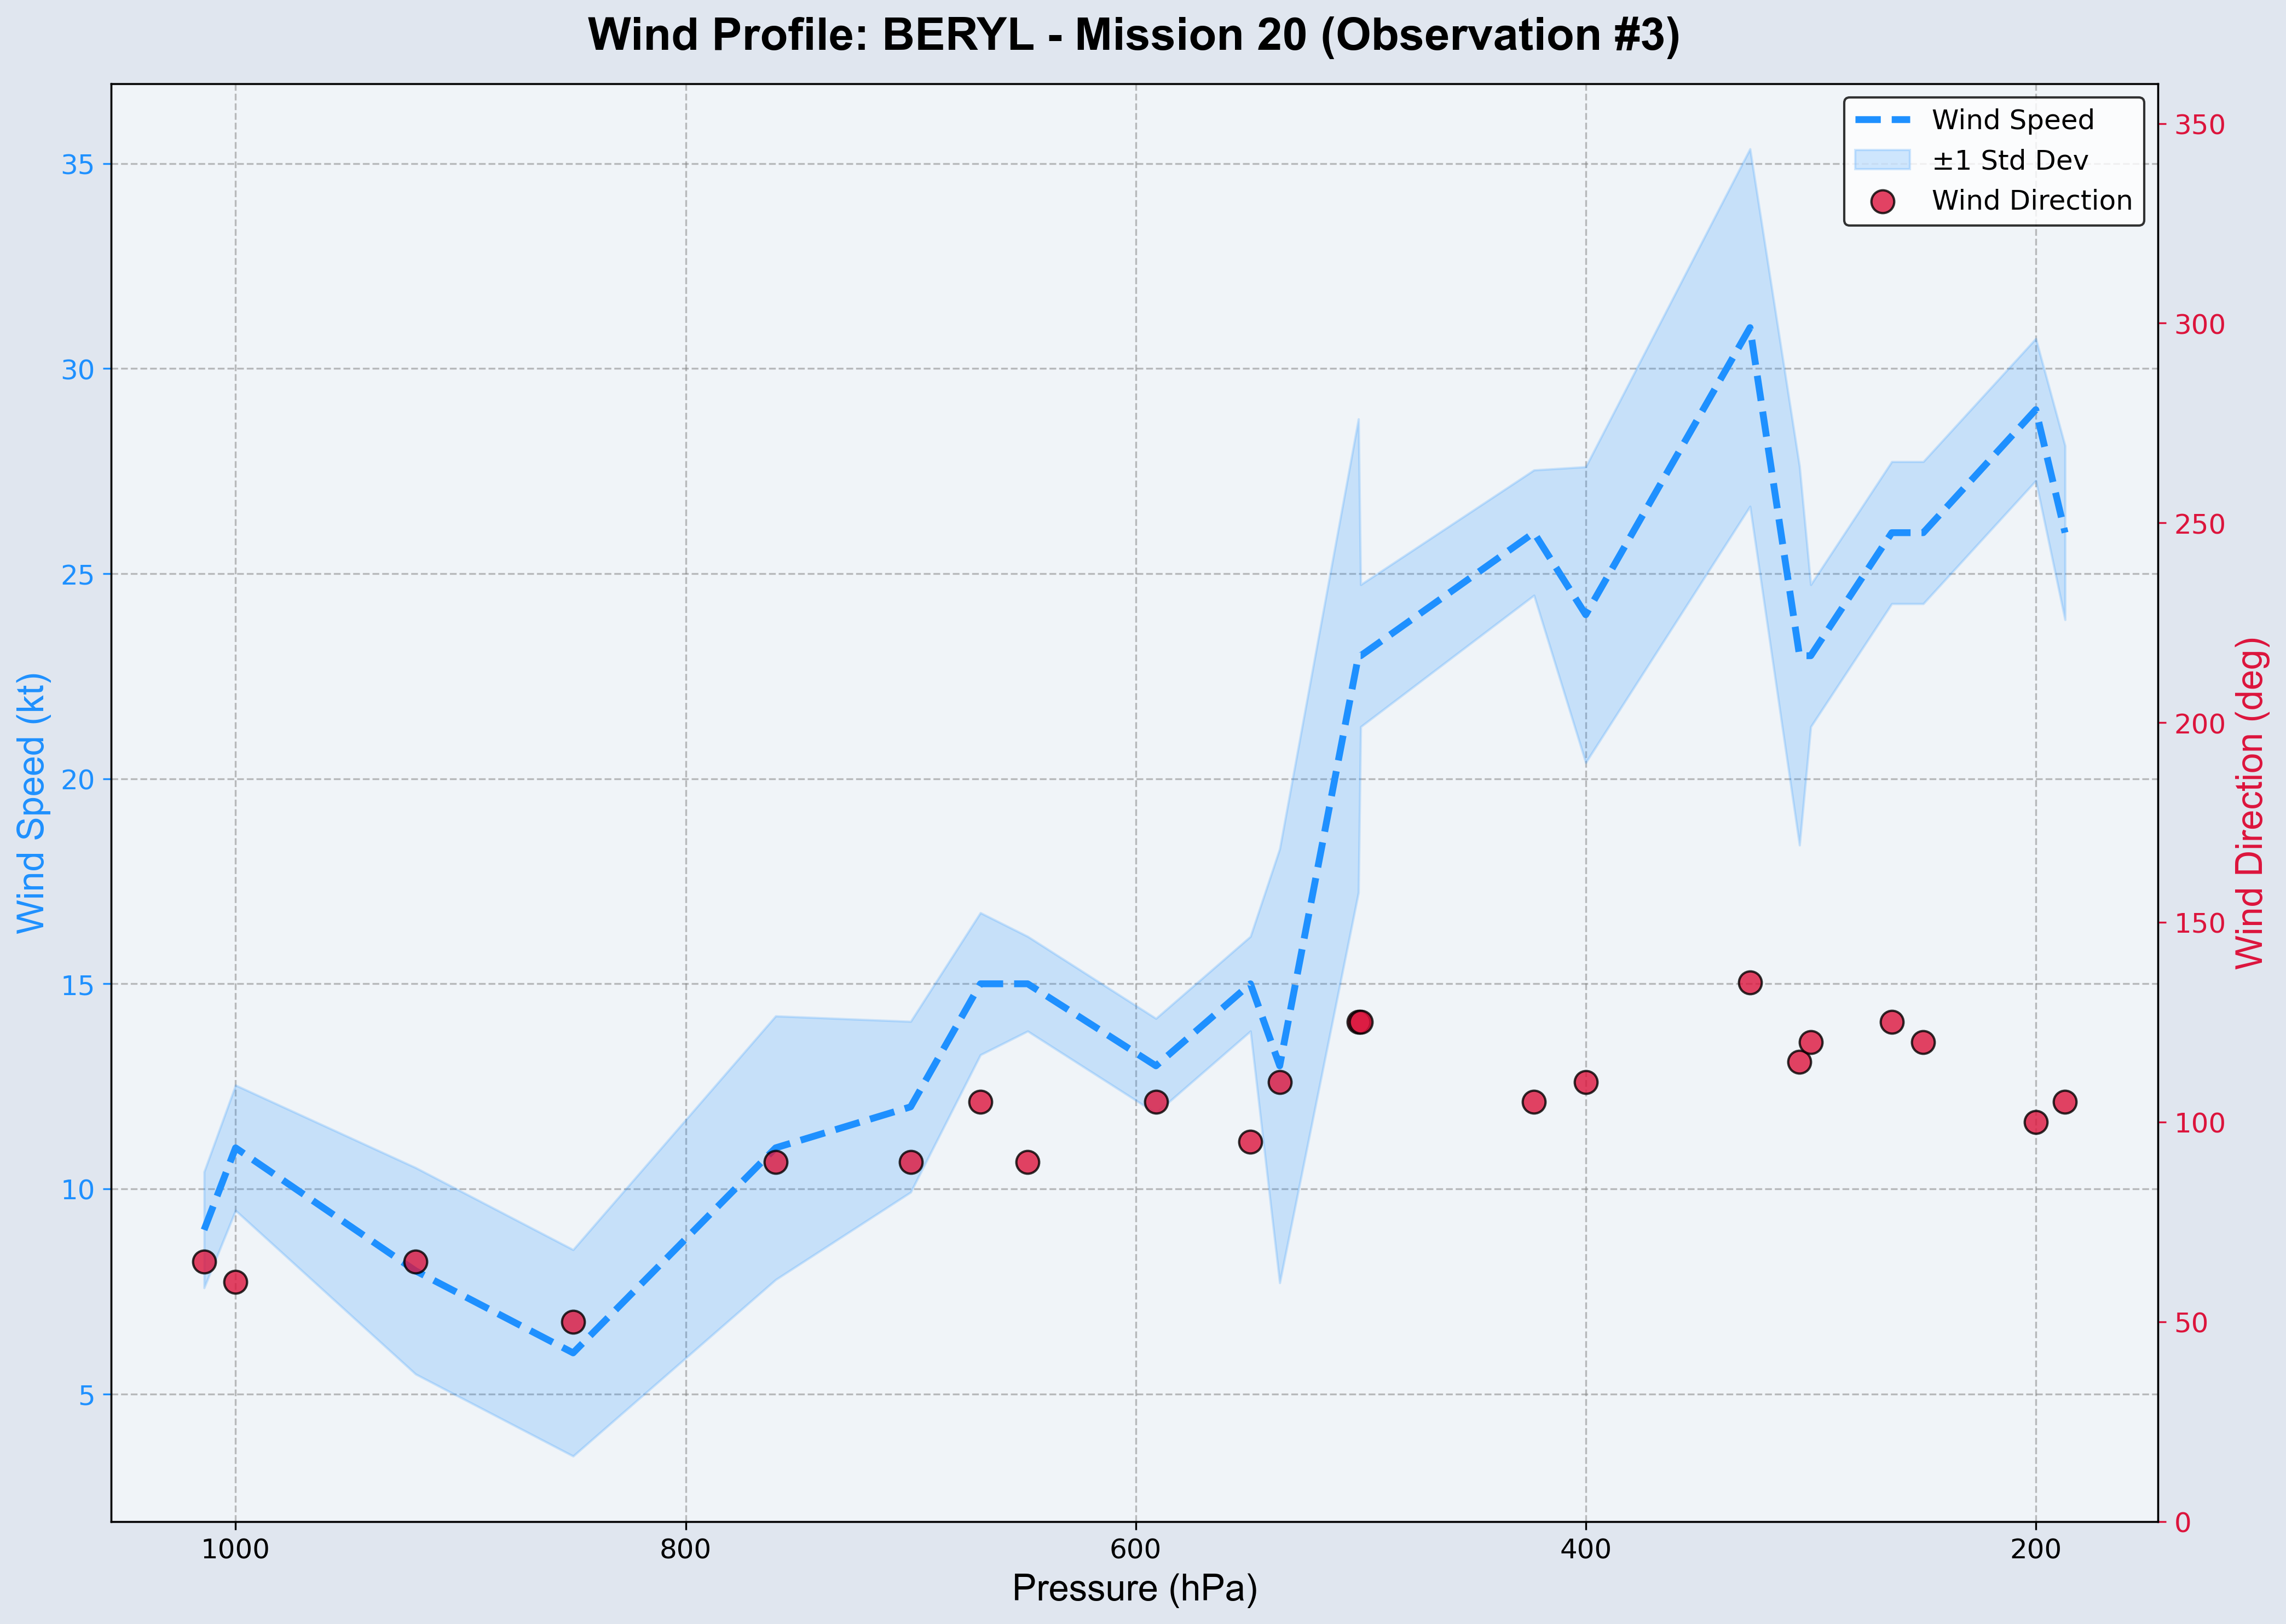 Wind Profile: BERYL - Mission 20 (Observation #3)
Wind Speed
±1 Std Dev
Wind Direction
Wind Speed (kt)
35
30
25
20
15
10
5
350
300
250
200
150
100
50
0
Wind Direction (deg)
1000 800 600 400 200
Pressure (hPa)